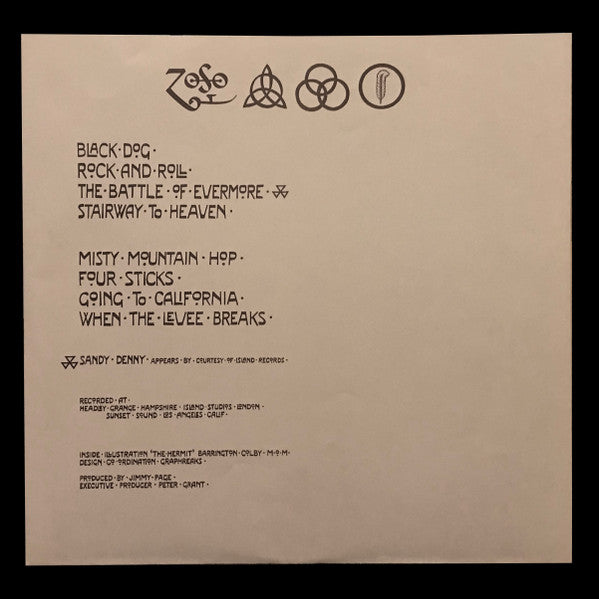 ZOSO
BLACK·DOG·
ROCK·AND·ROLL·
THE·BATTLE·OF·EVERMORE·
STAIRWAY·TO·HEAVEN·
MISTY·MOUNTAIN·HOP·
FOUR·STICKS·
GOING·TO·CALIFORNIA·
WHEN·THE·LEVEE·BREAKS·
SANDY·DENNY·APPEARS·BY·COURTESY·OF·ISLAND·RECORDS·
RECORDED·AT·
HEADLY·GRANGE·HAMPSHIRE·ISLAND·STUDIOS·LONDON·
SUNSET·SOUND·LOS·ANGELES·CALIF·
INSIDE·ILLUSTRATION "THE·HERMIT" BARRINGTON·COLBY·M·O·M·
DESIGN·CO·ORDINATION·GRAPHREAKS·
PRODUCED·BY·JIMMY·PAGE·
EXECUTIVE·PRODUCER·PETER·GRANT·